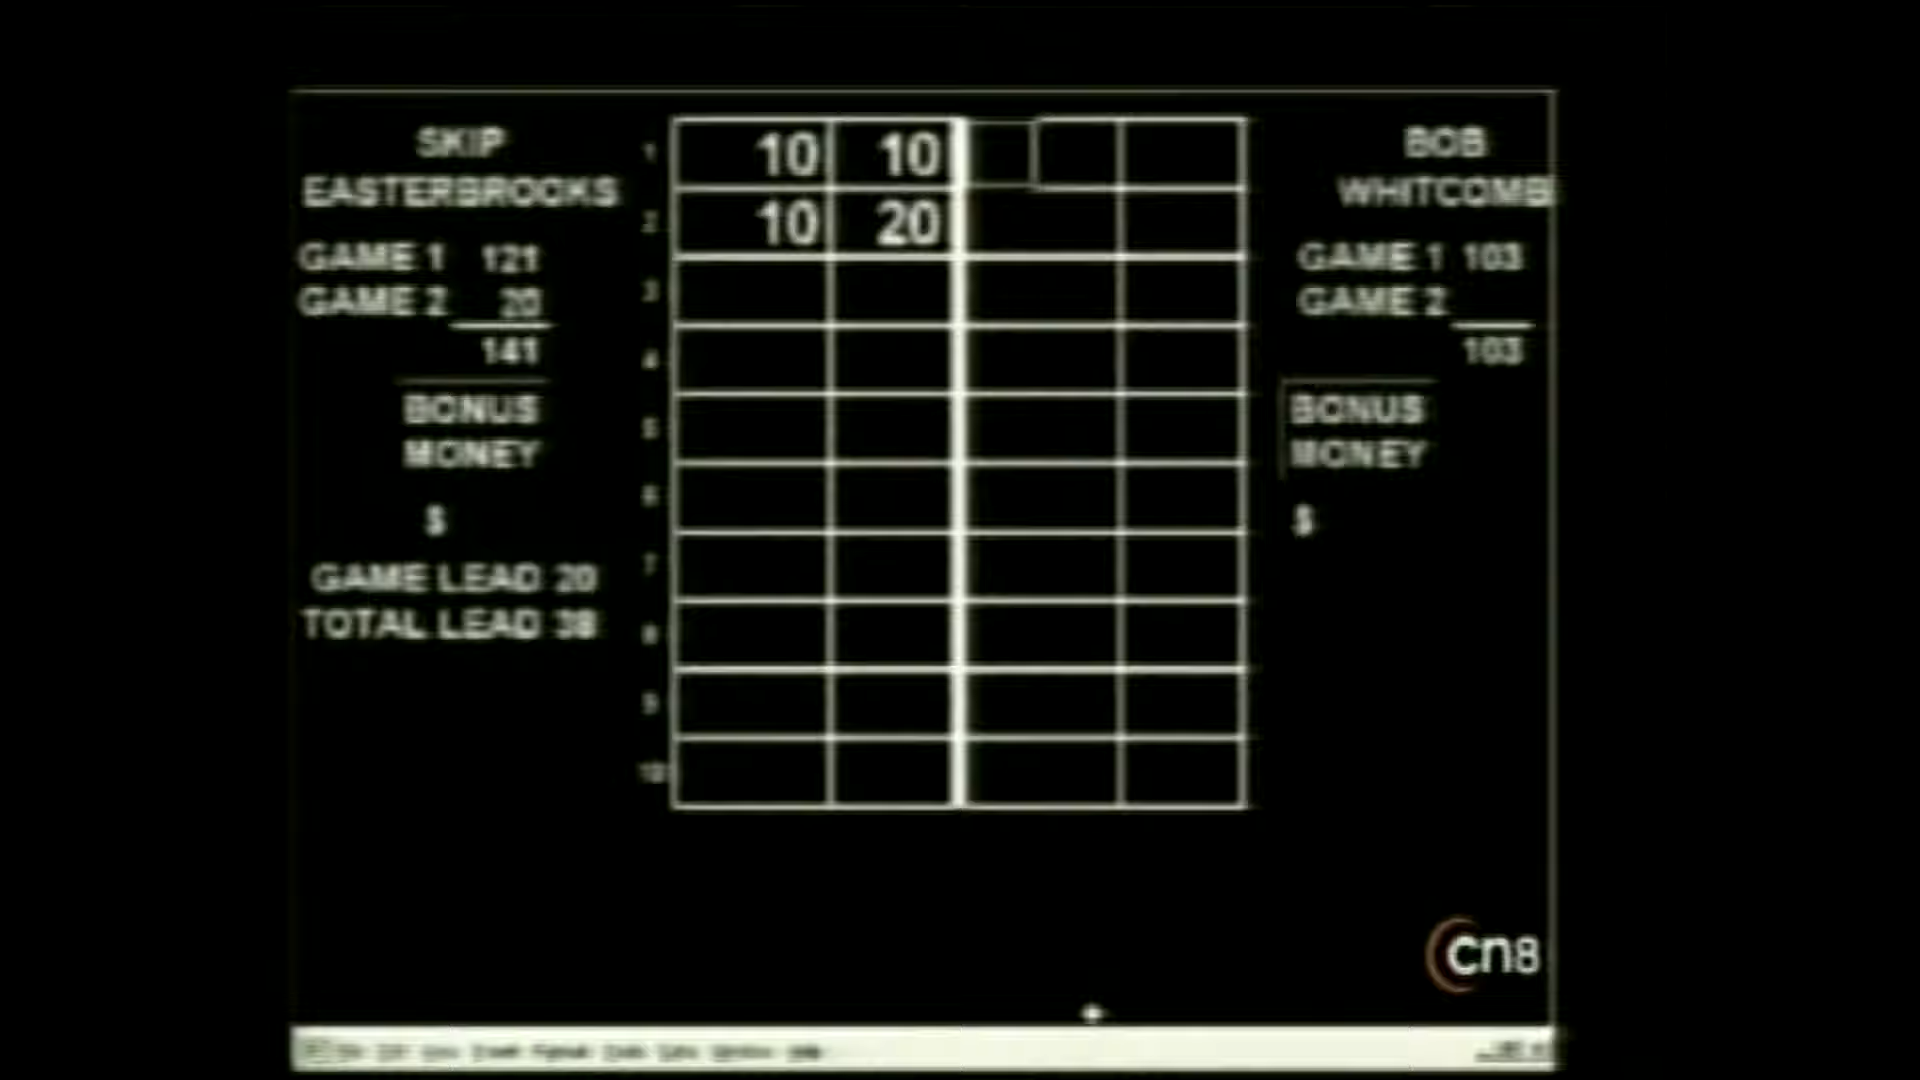 SKIP
EASTERBROOKS
GAME 1 121
GAME 2 20
141
BONUS
MONEY
$
GAME LEAD 20
TOTAL LEAD 38
1 10 10
2 10 20
3
4
5
6
7
8
9
10
BOB
WHITCOMB
GAME 1 103
GAME 2
103
BONUS
MONEY
$
cn8